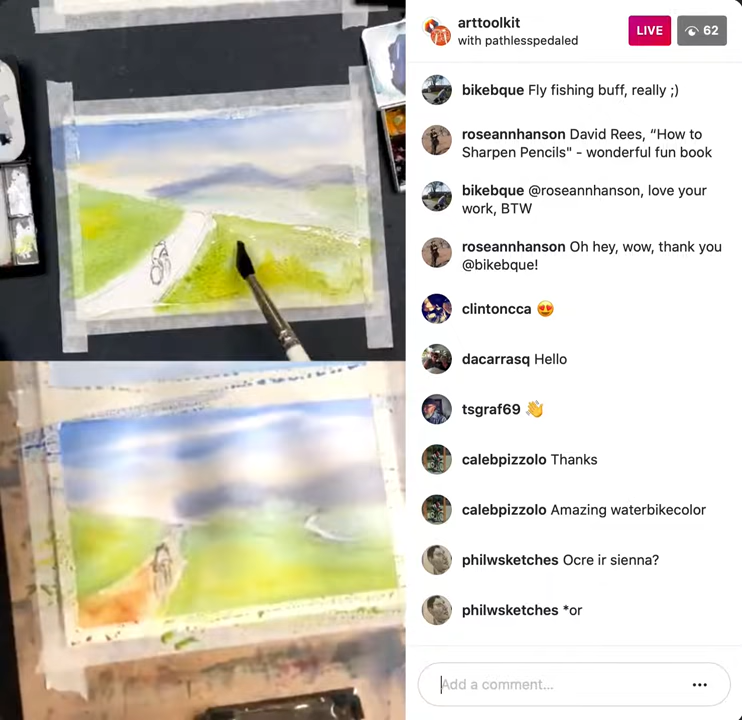 arttoolkit
with pathlesspedaled
LIVE
62
bikebque Fly fishing buff, really ;)
roseannhanson David Rees, “How to
Sharpen Pencils" - wonderful fun book
bikebque @roseannhanson, love your
work, BTW
roseannhanson Oh hey, wow, thank you
@bikebque!
clintoncca 😍
dacarrasq Hello
tsgraf69 👋
calebpizzolo Thanks
calebpizzolo Amazing waterbikecolor
philwsketches Ocre ir sienna?
philwsketches *or
Add a comment...